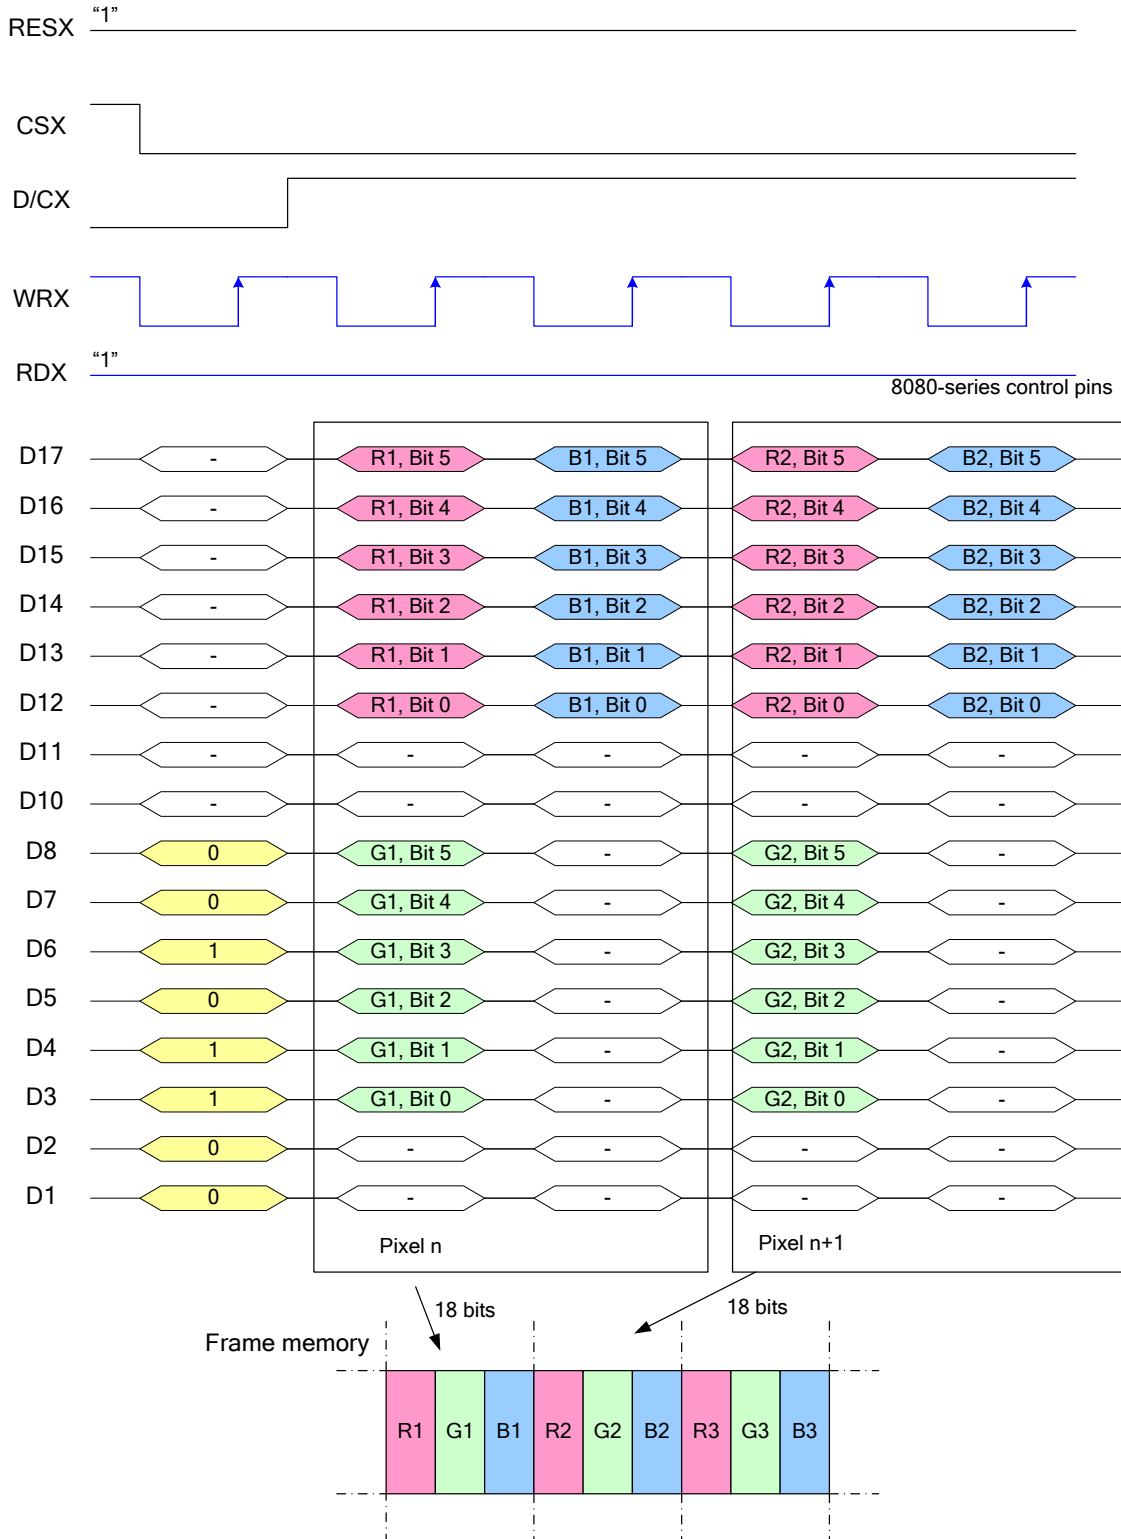 RESX “1”
CSX
D/CX
WRX
RDX “1”
8080-series control pins
D17 - R1, Bit 5 B1, Bit 5 R2, Bit 5 B2, Bit 5
D16 - R1, Bit 4 B1, Bit 4 R2, Bit 4 B2, Bit 4
D15 - R1, Bit 3 B1, Bit 3 R2, Bit 3 B2, Bit 3
D14 - R1, Bit 2 B1, Bit 2 R2, Bit 2 B2, Bit 2
D13 - R1, Bit 1 B1, Bit 1 R2, Bit 1 B2, Bit 1
D12 - R1, Bit 0 B1, Bit 0 R2, Bit 0 B2, Bit 0
D11 - - - - -
D10 - - - - -
D8 0 G1, Bit 5 - G2, Bit 5 -
D7 0 G1, Bit 4 - G2, Bit 4 -
D6 1 G1, Bit 3 - G2, Bit 3 -
D5 0 G1, Bit 2 - G2, Bit 2 -
D4 1 G1, Bit 1 - G2, Bit 1 -
D3 1 G1, Bit 0 - G2, Bit 0 -
D2 0 - - - -
D1 0 - - - -
Pixel n Pixel n+1
18 bits 18 bits
Frame memory
R1 G1 B1 R2 G2 B2 R3 G3 B3